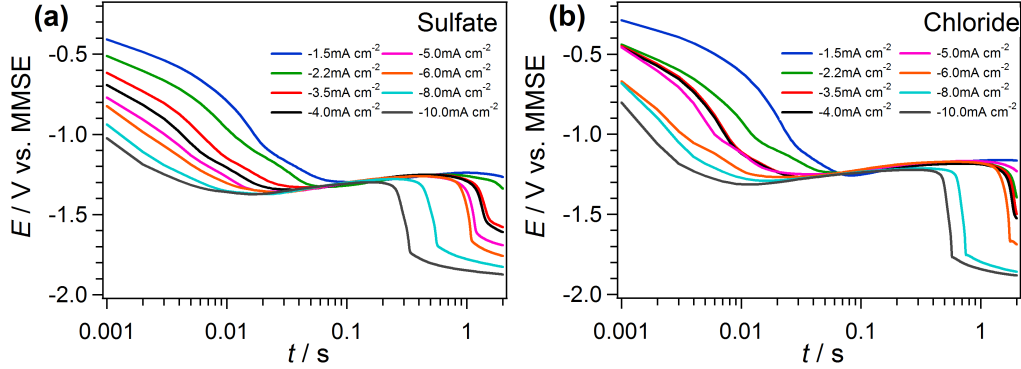 (a)
Sulfate
-1.5mA cm⁻² -5.0mA cm⁻²
-2.2mA cm⁻² -6.0mA cm⁻²
-3.5mA cm⁻² -8.0mA cm⁻²
-4.0mA cm⁻² -10.0mA cm⁻²
E / V vs. MMSE
-0.5
-1.0
-1.5
-2.0
0.001 0.01 0.1 1
t / s
(b)
Chloride
-1.5mA cm⁻² -5.0mA cm⁻²
-2.2mA cm⁻² -6.0mA cm⁻²
-3.5mA cm⁻² -8.0mA cm⁻²
-4.0mA cm⁻² -10.0mA cm⁻²
E / V vs. MMSE
-0.5
-1.0
-1.5
-2.0
0.001 0.01 0.1 1
t / s